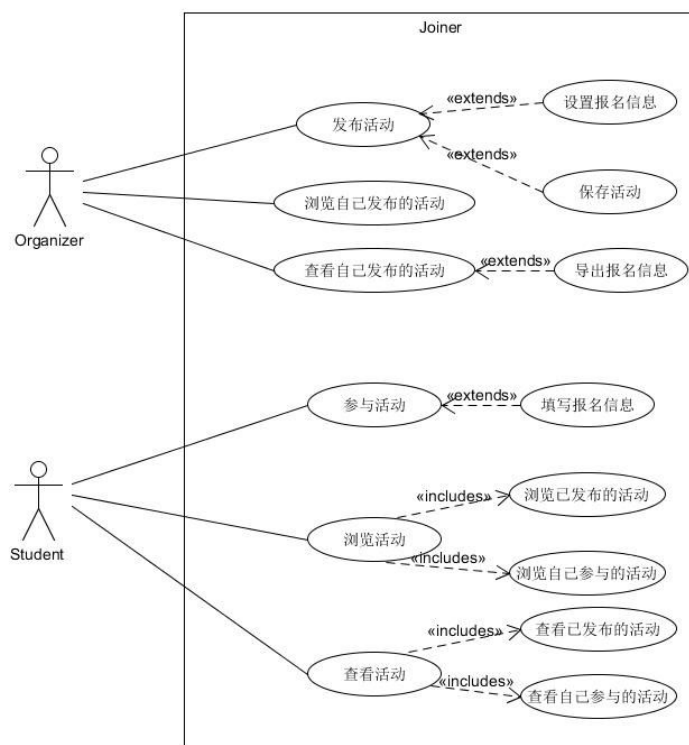 Joiner
«extends»
设置报名信息
发布活动
«extends»
保存活动
浏览自己发布的活动
Organizer
查看自己发布的活动
«extends»
导出报名信息
参与活动
«extends»
填写报名信息
«includes»
浏览已发布的活动
浏览活动
«includes»
浏览自己参与的活动
Student
«includes»
查看已发布的活动
查看活动
«includes»
查看自己参与的活动